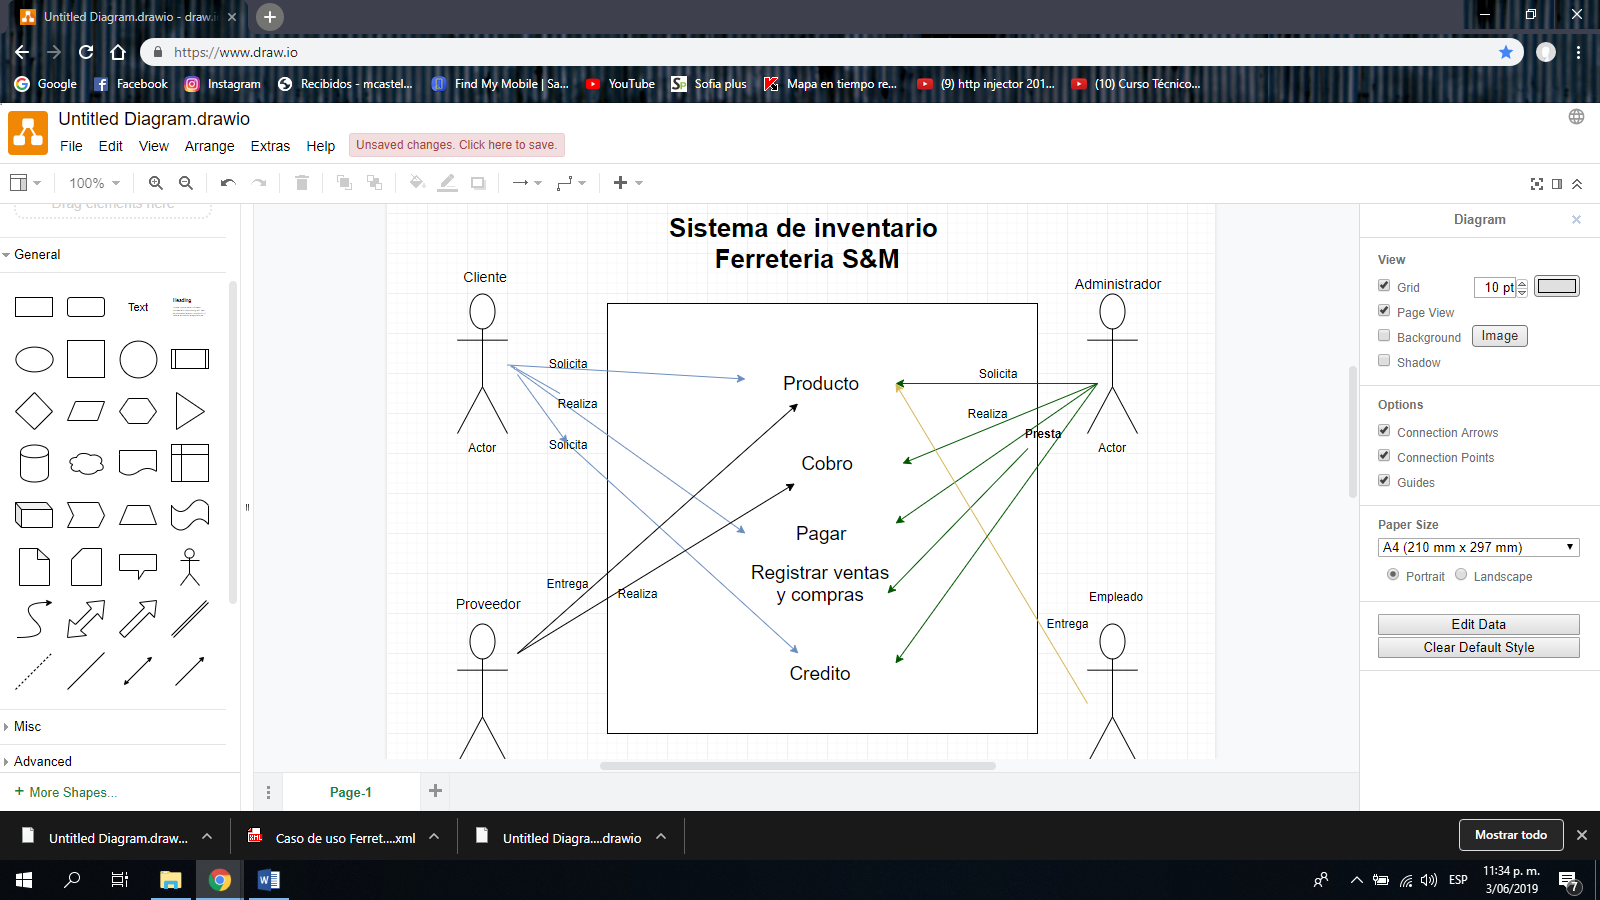 Untitled Diagram.drawio - draw.i
https://www.draw.io
Google
Facebook
Instagram
Recibidos - mcastel...
Find My Mobile | Sa...
YouTube
Sofia plus
Mapa en tiempo re...
(9) http injector 201...
(10) Curso Técnico...
Untitled Diagram.drawio
File Edit View Arrange Extras Help
Unsaved changes. Click here to save.
100%
Drag elements here
General
Text
Heading
Misc
Advanced
+ More Shapes...
Sistema de inventario
Ferreteria S&M
Cliente
Administrador
Solicita
Solicita
Producto
Realiza
Realiza
Presta
Solicita
Actor
Actor
Cobro
Pagar
Registrar ventas
y compras
Entrega
Realiza
Proveedor
Empleado
Entrega
Credito
Diagram
View
Grid
10 pt
Page View
Background
Image
Shadow
Options
Connection Arrows
Connection Points
Guides
Paper Size
A4 (210 mm x 297 mm)
Portrait
Landscape
Edit Data
Clear Default Style
Page-1
Untitled Diagram.draw...
Caso de uso Ferret....xml
Untitled Diagra....drawio
Mostrar todo
ESP
11:34 p. m.
3/06/2019
7